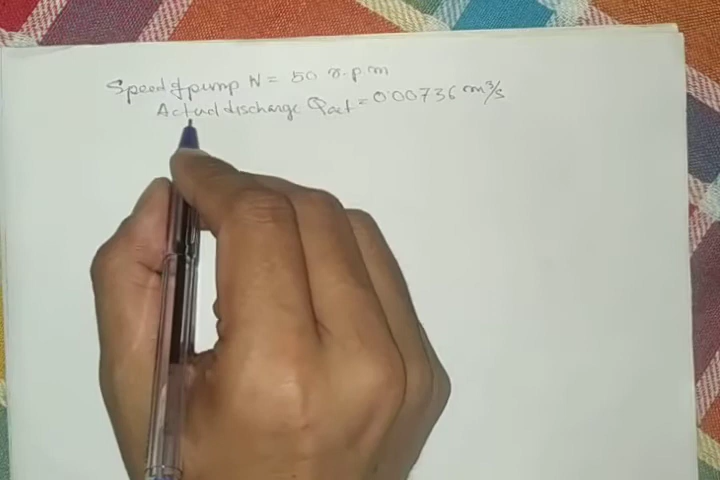 Speed of pump N = 50 r.p.m
Actual discharge Qact = 0.00736 m³/s